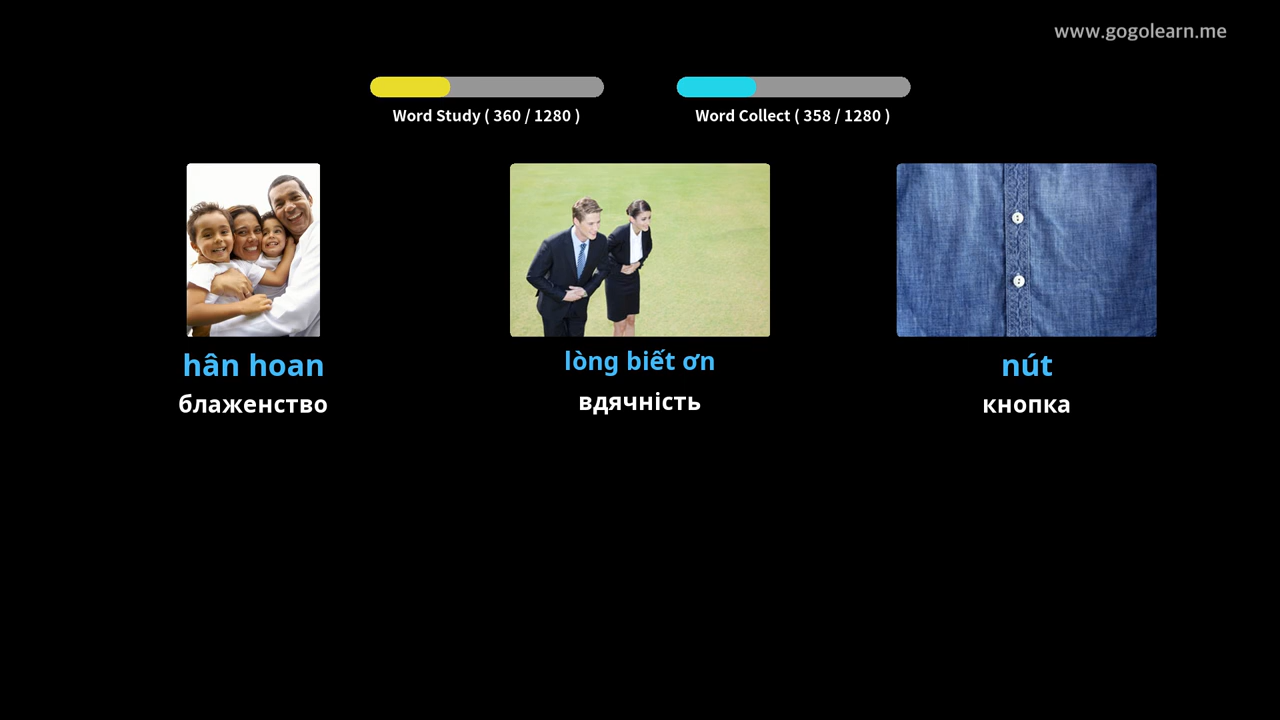 www.gogolearn.me
Word Study ( 360 / 1280 )
Word Collect ( 358 / 1280 )
hân hoan
блаженство
lòng biết ơn
вдячність
nút
кнопка